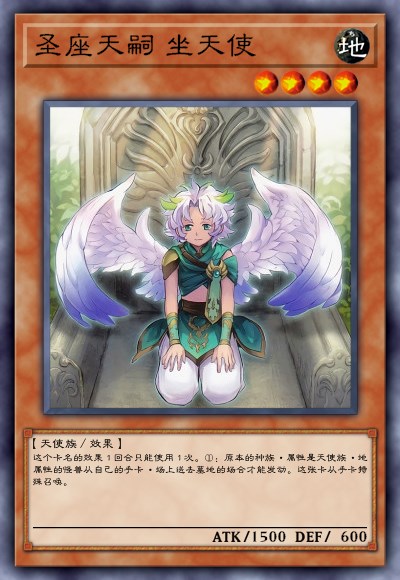 圣座天嗣 坐天使
地
【天使族／效果】
这个卡名的效果1回合只能使用1次。①：原本的种族·属性是天使族·地
属性的怪兽从自己的手卡·场上送去墓地的场合才能发动。这张卡从手卡特
殊召唤。
ATK/1500 DEF/ 600